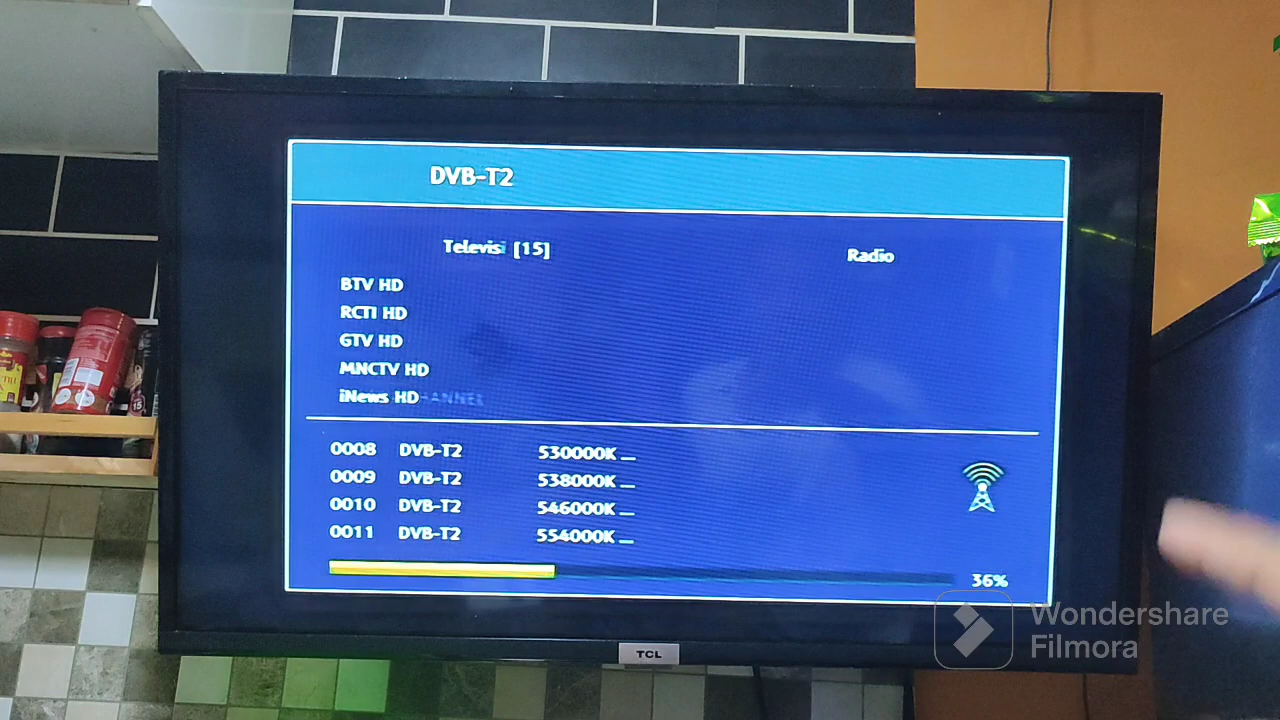 DVB-T2
Televisi [15]
Radio
BTV HD
RCTI HD
GTV HD
MNCTV HD
iNews HD
0008 DVB-T2 530000K _
0009 DVB-T2 538000K _
0010 DVB-T2 546000K _
0011 DVB-T2 554000K _
36%
TCL
Wondershare
Filmora